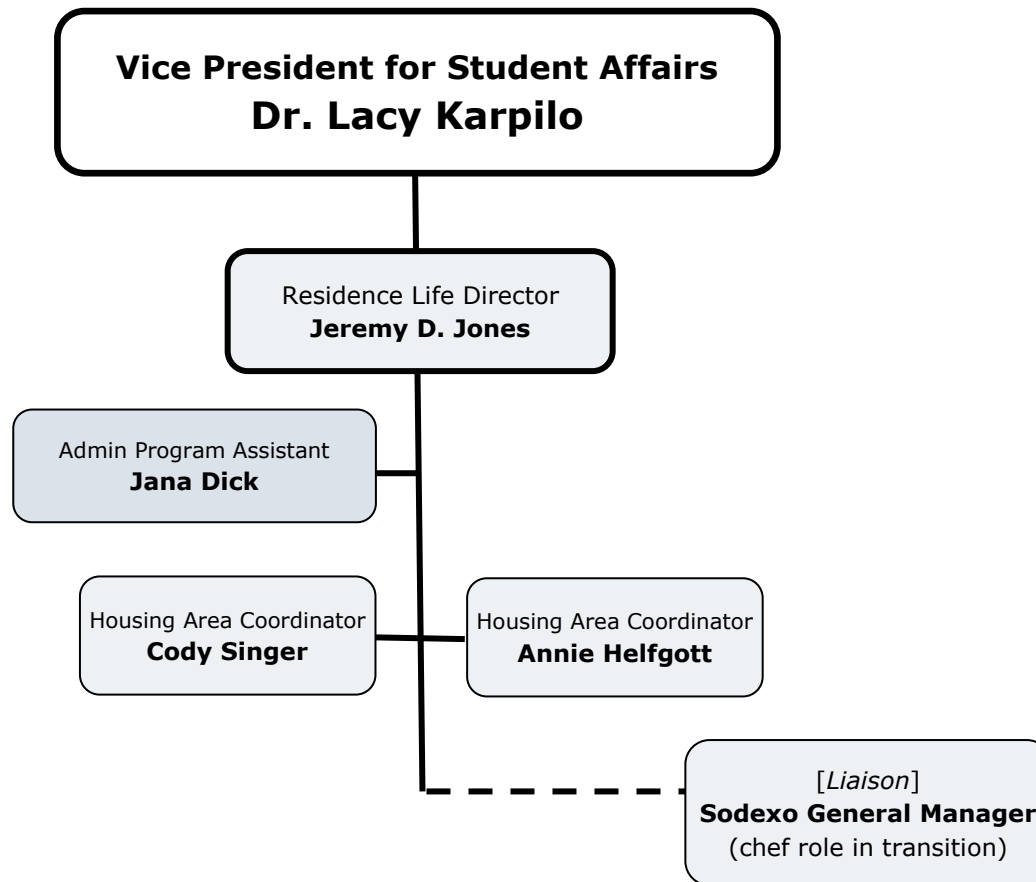 Vice President for Student Affairs
Dr. Lacy Karpilo
Residence Life Director
Jeremy D. Jones
Admin Program Assistant
Jana Dick
Housing Area Coordinator
Cody Singer
Housing Area Coordinator
Annie Helfgott
[Liaison]
Sodexo General Manager
(chef role in transition)